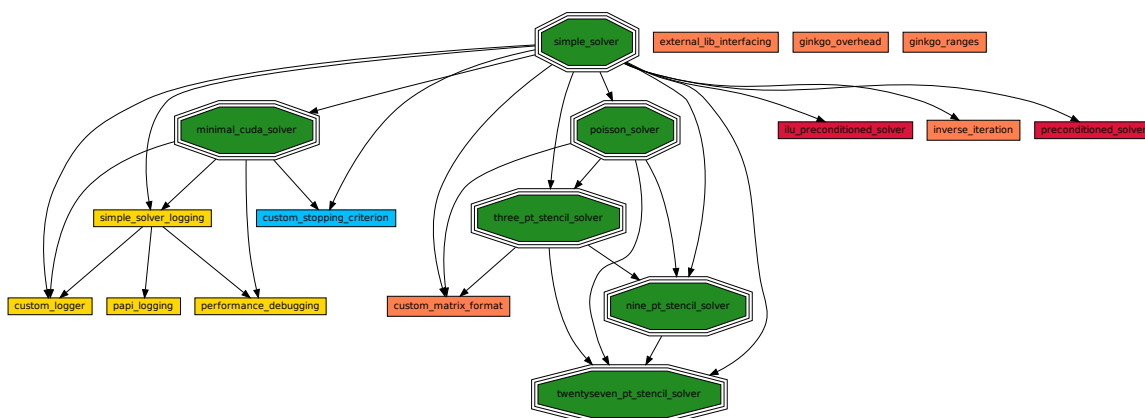 simple_solver
external_lib_interfacing
ginkgo_overhead
ginkgo_ranges
minimal_cuda_solver
poisson_solver
ilu_preconditioned_solver
inverse_iteration
preconditioned_solver
simple_solver_logging
custom_stopping_criterion
three_pt_stencil_solver
custom_logger
papi_logging
performance_debugging
custom_matrix_format
nine_pt_stencil_solver
twentyseven_pt_stencil_solver